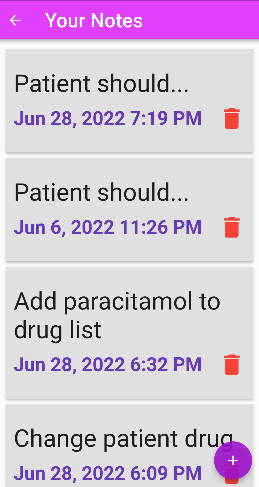 Your Notes
Patient should...
Jun 28, 2022 7:19 PM
Patient should...
Jun 6, 2022 11:26 PM
Add paracitamol to
drug list
Jun 28, 2022 6:32 PM
Change patient drug
Jun 28, 2022 6:09 PM